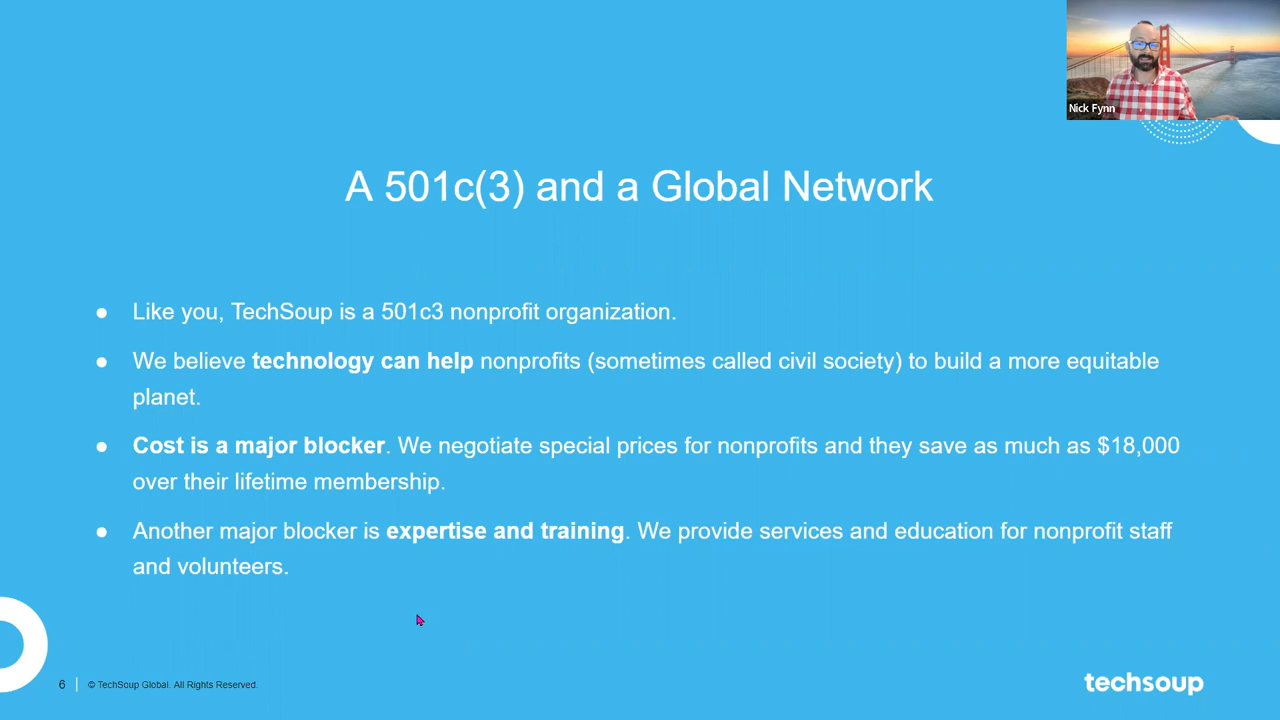 Nick Fynn
A 501c(3) and a Global Network
● Like you, TechSoup is a 501c3 nonprofit organization.
● We believe technology can help nonprofits (sometimes called civil society) to build a more equitable
planet.
● Cost is a major blocker. We negotiate special prices for nonprofits and they save as much as $18,000
over their lifetime membership.
● Another major blocker is expertise and training. We provide services and education for nonprofit staff
and volunteers.
6 | © TechSoup Global. All Rights Reserved.
techsoup